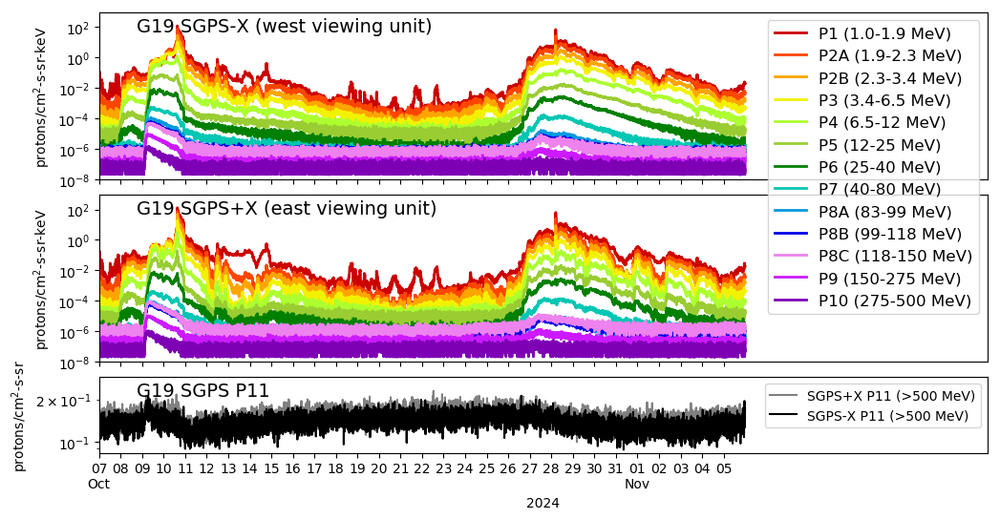 G19 SGPS-X (west viewing unit)
protons/cm²-s-sr-keV
10²
10⁰
10⁻²
10⁻⁴
10⁻⁶
10⁻⁸
P1 (1.0-1.9 MeV)
P2A (1.9-2.3 MeV)
P2B (2.3-3.4 MeV)
P3 (3.4-6.5 MeV)
P4 (6.5-12 MeV)
P5 (12-25 MeV)
P6 (25-40 MeV)
P7 (40-80 MeV)
P8A (83-99 MeV)
P8B (99-118 MeV)
P8C (118-150 MeV)
P9 (150-275 MeV)
P10 (275-500 MeV)
G19 SGPS+X (east viewing unit)
protons/cm²-s-sr-keV
10²
10⁰
10⁻²
10⁻⁴
10⁻⁶
10⁻⁸
G19 SGPS P11
protons/cm²-s-sr
2 × 10⁻¹
10⁻¹
SGPS+X P11 (>500 MeV)
SGPS-X P11 (>500 MeV)
07 08 09 10 11 12 13 14 15 16 17 18 19 20 21 22 23 24 25 26 27 28 29 30 31 01 02 03 04 05
Oct Nov
2024